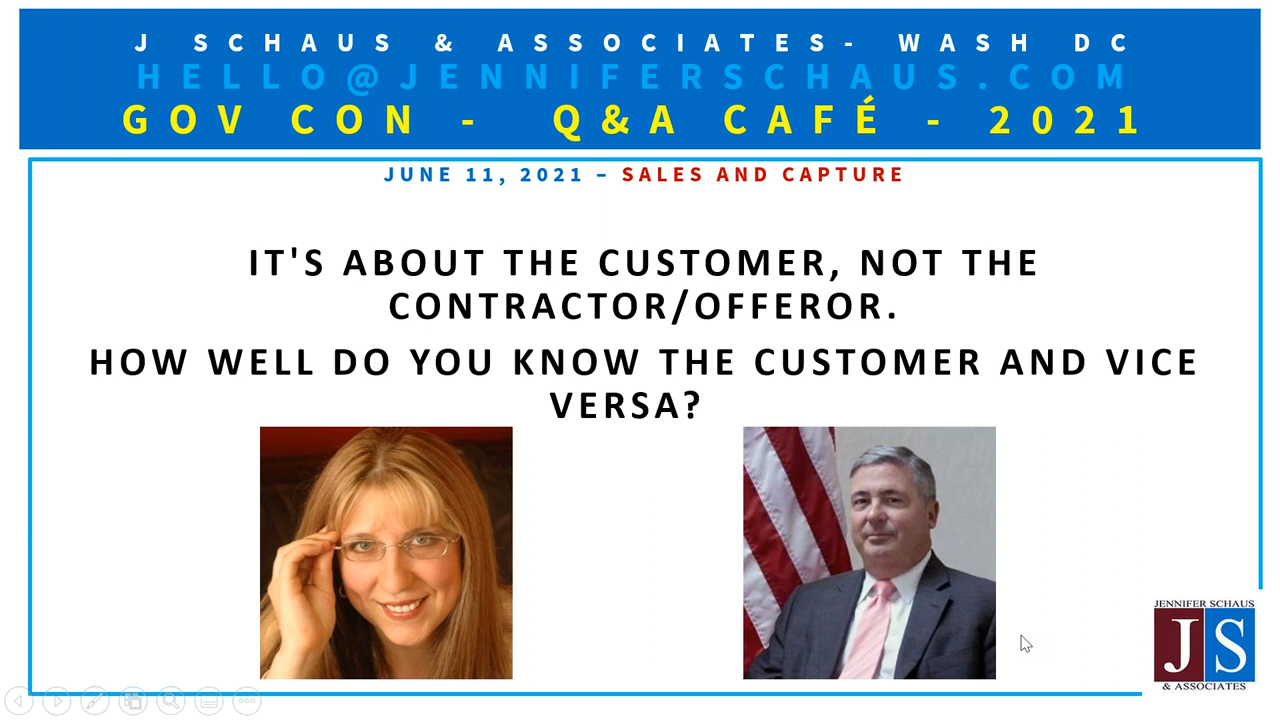 J SCHAUS & ASSOCIATES- WASH DC
HELLO@JENNIFERSCHAUS.COM
GOV CON - Q&A CAFÉ - 2021
JUNE 11, 2021 – SALES AND CAPTURE
IT'S ABOUT THE CUSTOMER, NOT THE
CONTRACTOR/OFFEROR.
HOW WELL DO YOU KNOW THE CUSTOMER AND VICE
VERSA?
JENNIFER SCHAUS
JS
& ASSOCIATES